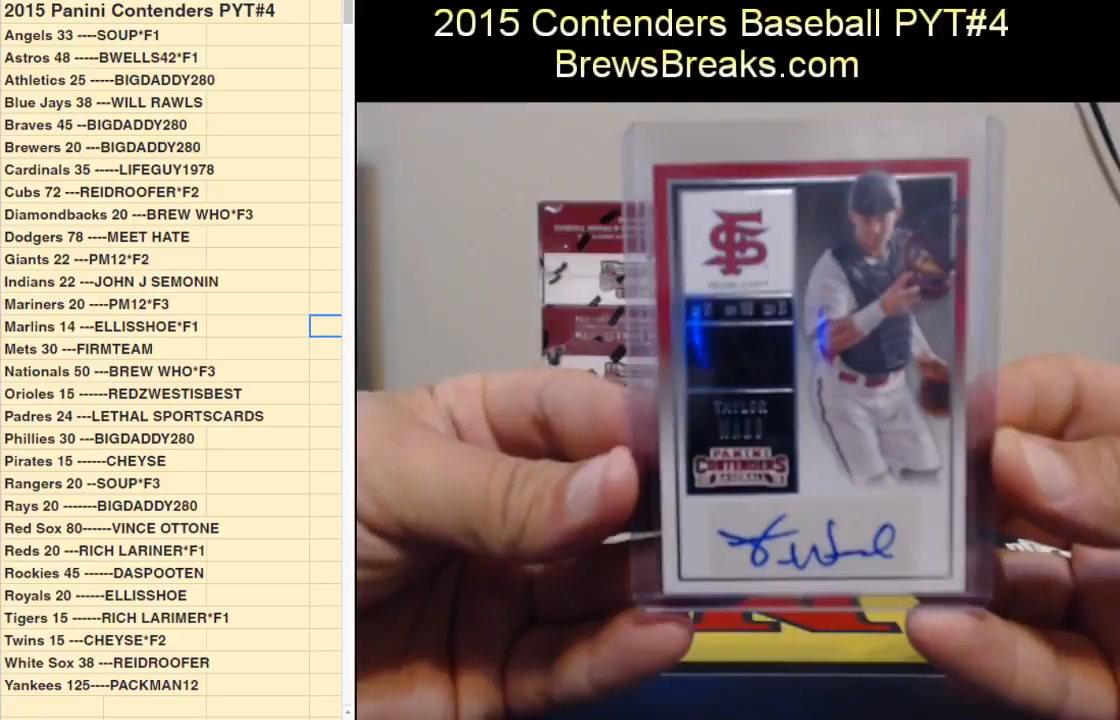 2015 Panini Contenders PYT#4
Angels 33 ----SOUP*F1
Astros 48 -----BWELLS42*F1
Athletics 25 -----BIGDADDY280
Blue Jays 38 ---WILL RAWLS
Braves 45 --BIGDADDY280
Brewers 20 ---BIGDADDY280
Cardinals 35 -----LIFEGUY1978
Cubs 72 ---REIDROOFER*F2
Diamondbacks 20 ---BREW WHO*F3
Dodgers 78 ----MEET HATE
Giants 22 ----PM12*F2
Indians 22 ---JOHN J SEMONIN
Mariners 20 ----PM12*F3
Marlins 14 ---ELLISSHOE*F1
Mets 30 ---FIRMTEAM
Nationals 50 ---BREW WHO*F3
Orioles 15 -----REDZWESTISBEST
Padres 24 ---LETHAL SPORTSCARDS
Phillies 30 ---BIGDADDY280
Pirates 15 ------CHEYSE
Rangers 20 --SOUP*F3
Rays 20 -------BIGDADDY280
Red Sox 80------VINCE OTTONE
Reds 20 ---RICH LARINER*F1
Rockies 45 ------DASPOOTEN
Royals 20 -----ELLISSHOE
Tigers 15 ------RICH LARIMER*F1
Twins 15 ---CHEYSE*F2
White Sox 38 ---REIDROOFER
Yankees 125----PACKMAN12
2015 Contenders Baseball PYT#4
BrewsBreaks.com
FS
TAYLOR
PANINI
CONTENDERS
BASEBALL